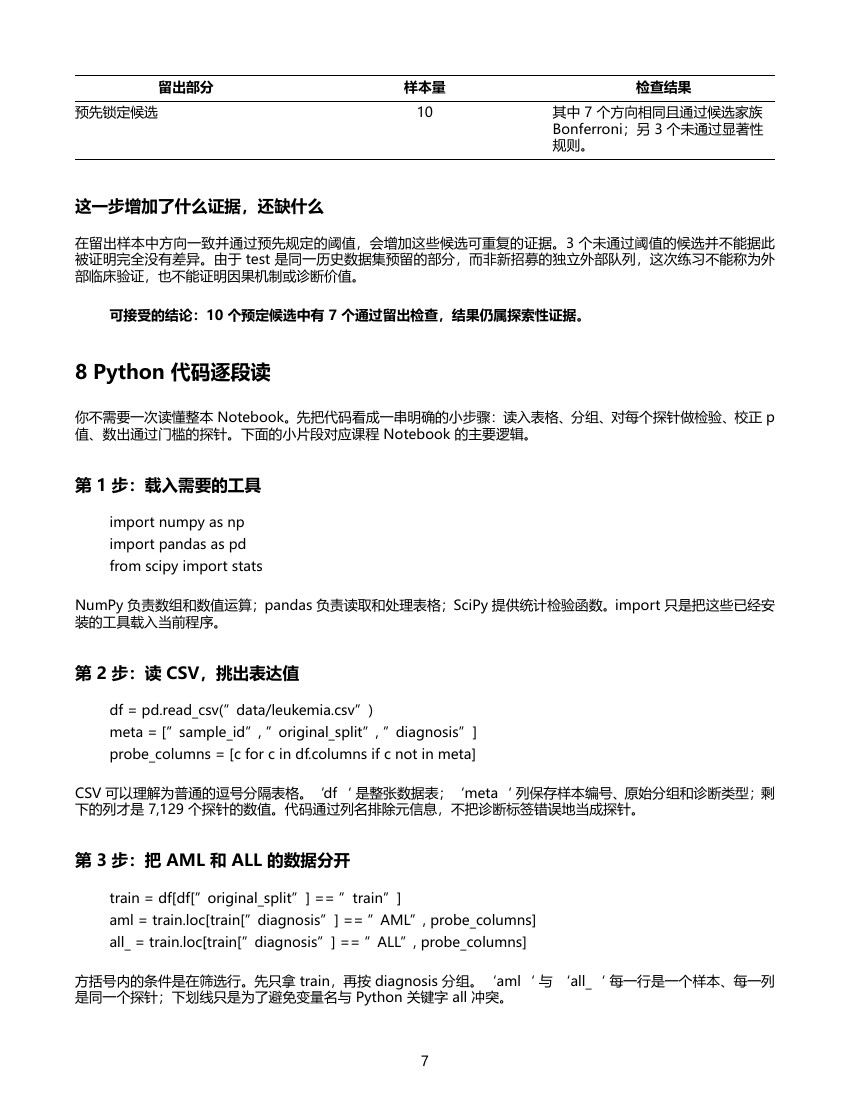 留出部分 样本量 检查结果
预先锁定候选 10 其中 7 个方向相同且通过候选家族
Bonferroni；另 3 个未通过显著性
规则。
这一步增加了什么证据，还缺什么
在留出样本中方向一致并通过预先规定的阈值，会增加这些候选可重复的证据。3 个未通过阈值的候选并不能据此
被证明完全没有差异。由于 test 是同一历史数据集预留的部分，而非新招募的独立外部队列，这次练习不能称为外
部临床验证，也不能证明因果机制或诊断价值。
可接受的结论：10 个预定候选中有 7 个通过留出检查，结果仍属探索性证据。
8 Python 代码逐段读
你不需要一次读懂整本 Notebook。先把代码看成一串明确的小步骤：读入表格、分组、对每个探针做检验、校正 p
值、数出通过门槛的探针。下面的小片段对应课程 Notebook 的主要逻辑。
第 1 步：载入需要的工具
import numpy as np
import pandas as pd
from scipy import stats
NumPy 负责数组和数值运算；pandas 负责读取和处理表格；SciPy 提供统计检验函数。import 只是把这些已经安
装的工具载入当前程序。
第 2 步：读 CSV，挑出表达值
df = pd.read_csv(”data/leukemia.csv”)
meta = [”sample_id”, ”original_split”, ”diagnosis”]
probe_columns = [c for c in df.columns if c not in meta]
CSV 可以理解为普通的逗号分隔表格。‘df‘ 是整张数据表；‘meta‘ 列保存样本编号、原始分组和诊断类型；剩
下的列才是 7,129 个探针的数值。代码通过列名排除元信息，不把诊断标签错误地当成探针。
第 3 步：把 AML 和 ALL 的数据分开
train = df[df[”original_split”] == ”train”]
aml = train.loc[train[”diagnosis”] == ”AML”, probe_columns]
all_ = train.loc[train[”diagnosis”] == ”ALL”, probe_columns]
方括号内的条件是在筛选行。先只拿 train，再按 diagnosis 分组。‘aml‘ 与 ‘all_‘ 每一行是一个样本、每一列
是同一个探针；下划线只是为了避免变量名与 Python 关键字 all 冲突。
7